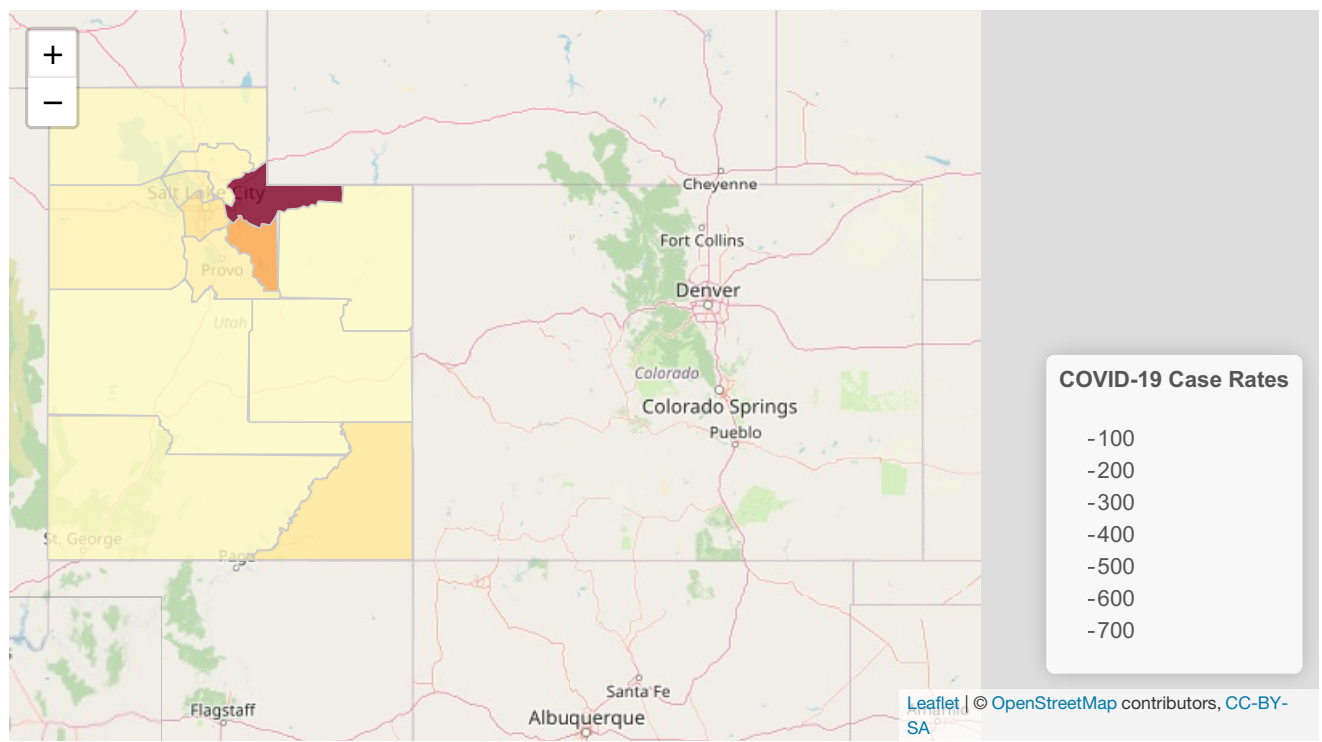 +
−
Salt Lake City
Cheyenne
Fort Collins
Provo
Denver
Utah
Colorado
Colorado Springs
Pueblo
COVID-19 Case Rates
-100
-200
-300
-400
-500
-600
-700
St. George
Page
Santa Fe
Flagstaff
Albuquerque
Leaflet | © OpenStreetMap contributors, CC-BY-
SA